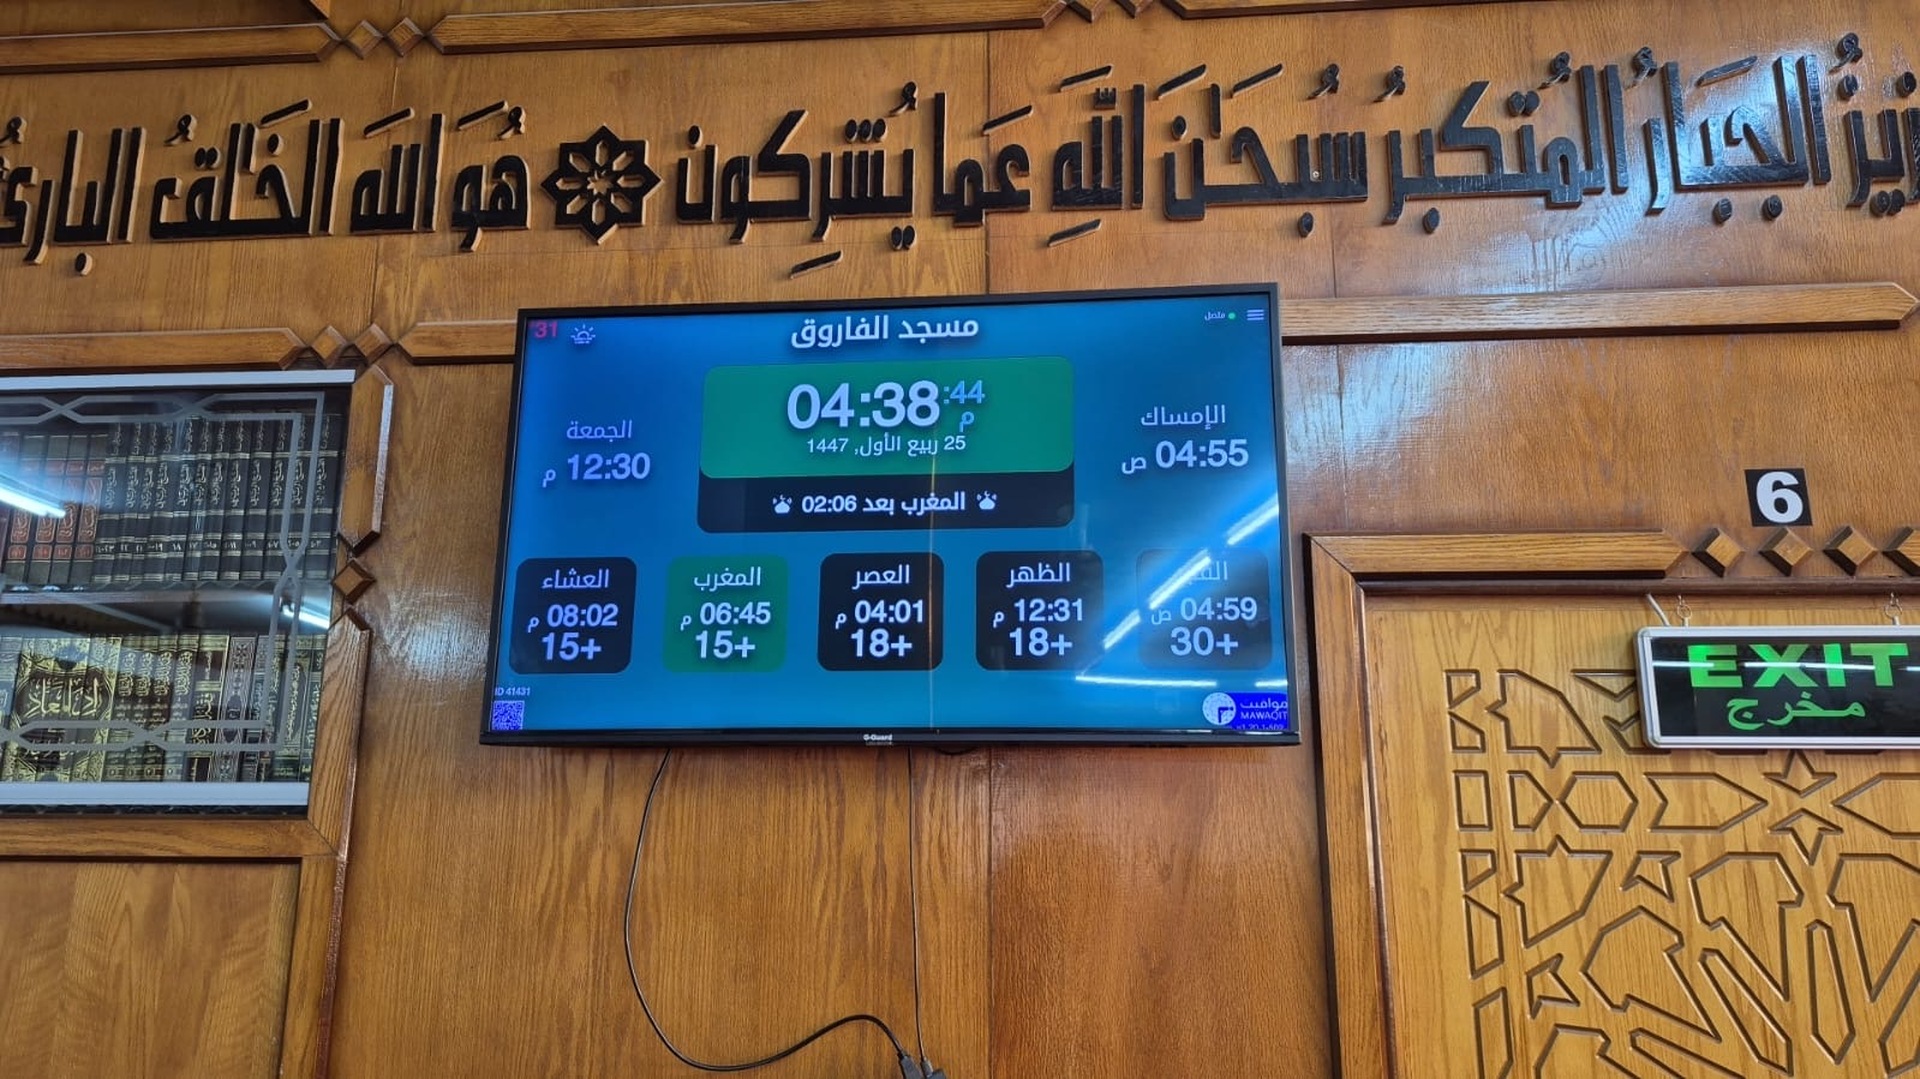 الجبار المتكبر سبحن الله عما يشركون هو الله الخلق البارئ
31
مسجد الفاروق
متصل
04:38:44 م
25 ربيع الأول, 1447
المغرب بعد 02:06
الإمساك
04:55 ص
الجمعة
12:30 م
04:59 ص
30+
الظهر
12:31 م
18+
العصر
04:01 م
18+
المغرب
06:45 م
15+
العشاء
08:02 م
15+
ID 41431
مواقيت
MAWAQIT
G-Guard
6
EXIT
مخرج